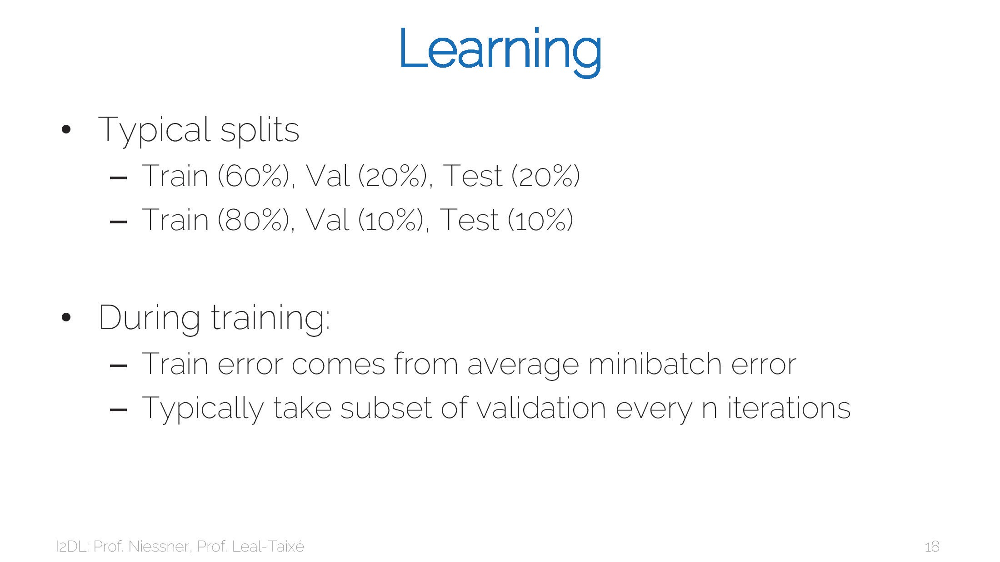 Learning
• Typical splits
– Train (60%), Val (20%), Test (20%)
– Train (80%), Val (10%), Test (10%)
• During training:
– Train error comes from average minibatch error
– Typically take subset of validation every n iterations
I2DL: Prof. Niessner, Prof. Leal-Taixé
18